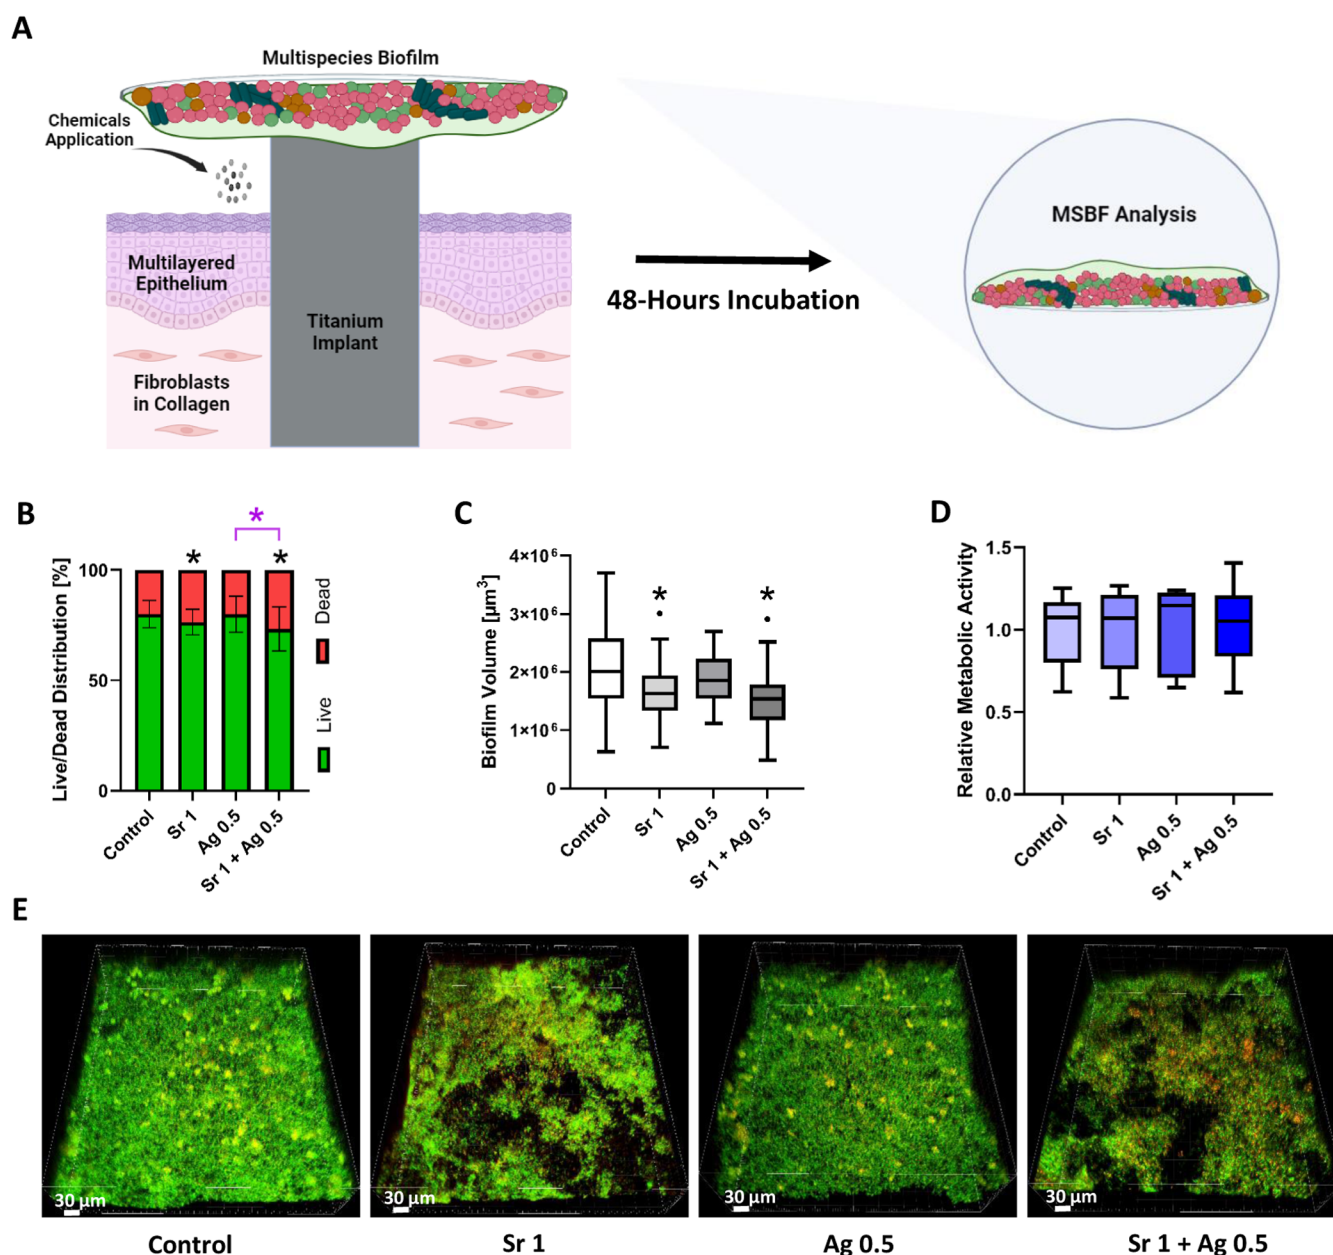 A
Multispecies Biofilm
Chemicals
Application
Multilayered
Epithelium
Titanium
Implant
Fibroblasts
in Collagen
48-Hours Incubation
MSBF Analysis
B
Live/Dead Distribution [%]
100
50
0
*
*
*
Control
Sr 1
Ag 0.5
Sr 1 + Ag 0.5
Live
Dead
C
Biofilm Volume [µm³]
4×10⁶
3×10⁶
2×10⁶
1×10⁶
0
*
*
Control
Sr 1
Ag 0.5
Sr 1 + Ag 0.5
D
Relative Metabolic Activity
1.5
1.0
0.5
0.0
Control
Sr 1
Ag 0.5
Sr 1 + Ag 0.5
E
30 µm
30 µm
30 µm
30 µm
Control
Sr 1
Ag 0.5
Sr 1 + Ag 0.5